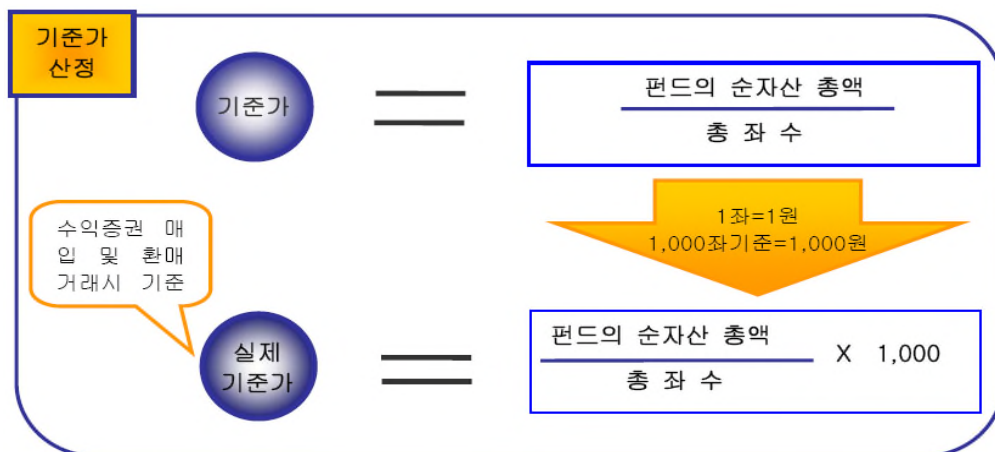 기준가
산정
기준가
펀드의 순자산 총액
총 좌 수
1좌=1원
1,000좌기준=1,000원
수익증권 매
입 및 환매
거래시 기준
실제
기준가
펀드의 순자산 총액
총 좌 수
X 1,000